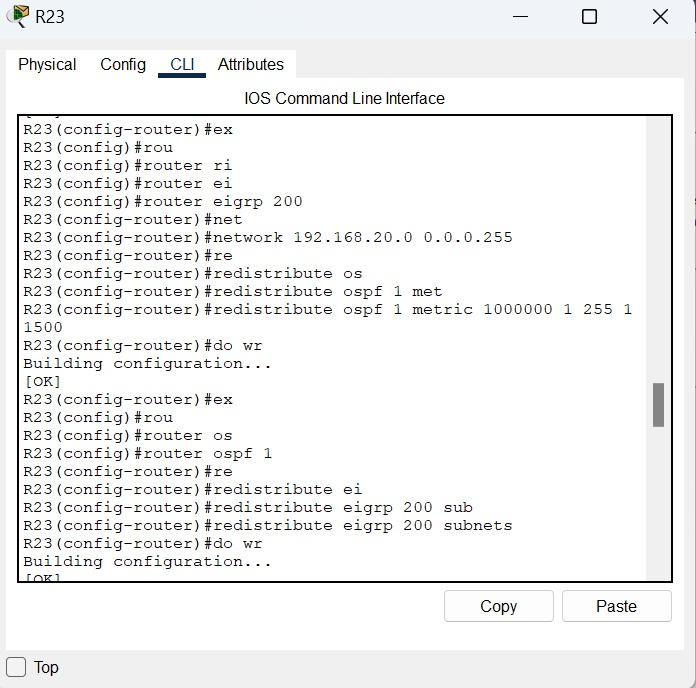 R23
Physical Config CLI Attributes
IOS Command Line Interface
R23(config-router)#ex
R23(config)#rou
R23(config)#router ri
R23(config)#router ei
R23(config)#router eigrp 200
R23(config-router)#net
R23(config-router)#network 192.168.20.0 0.0.0.255
R23(config-router)#re
R23(config-router)#redistribute os
R23(config-router)#redistribute ospf 1 met
R23(config-router)#redistribute ospf 1 metric 1000000 1 255 1
1500
R23(config-router)#do wr
Building configuration...
[OK]
R23(config-router)#ex
R23(config)#rou
R23(config)#router os
R23(config)#router ospf 1
R23(config-router)#re
R23(config-router)#redistribute ei
R23(config-router)#redistribute eigrp 200 sub
R23(config-router)#redistribute eigrp 200 subnets
R23(config-router)#do wr
Building configuration...
[OK]
Copy Paste
Top